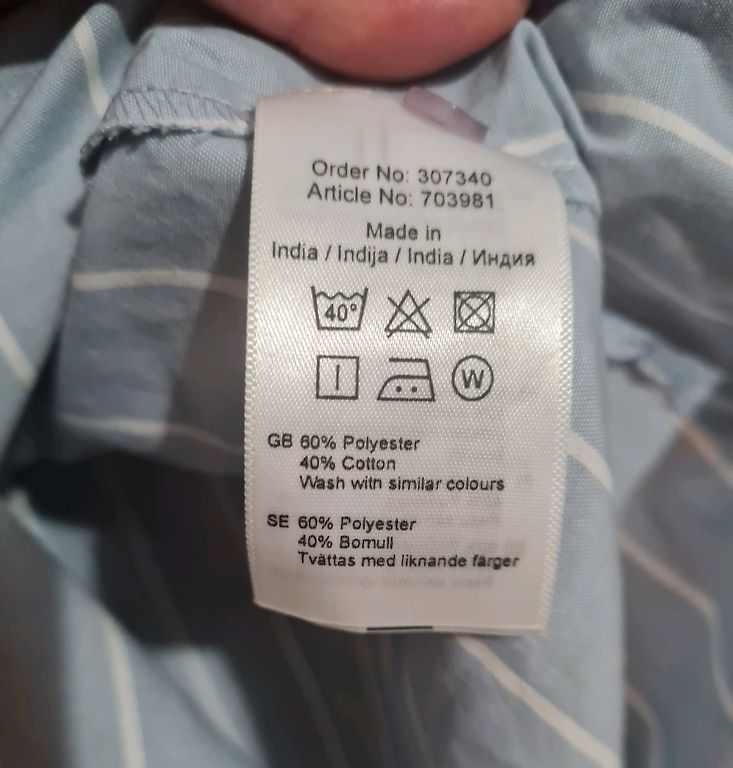 Order No: 307340
Article No: 703981
Made in
India / Indija / India / Индия
40°
W
GB 60% Polyester
40% Cotton
Wash with similar colours
SE 60% Polyester
40% Bomull
Tvättas med liknande färger